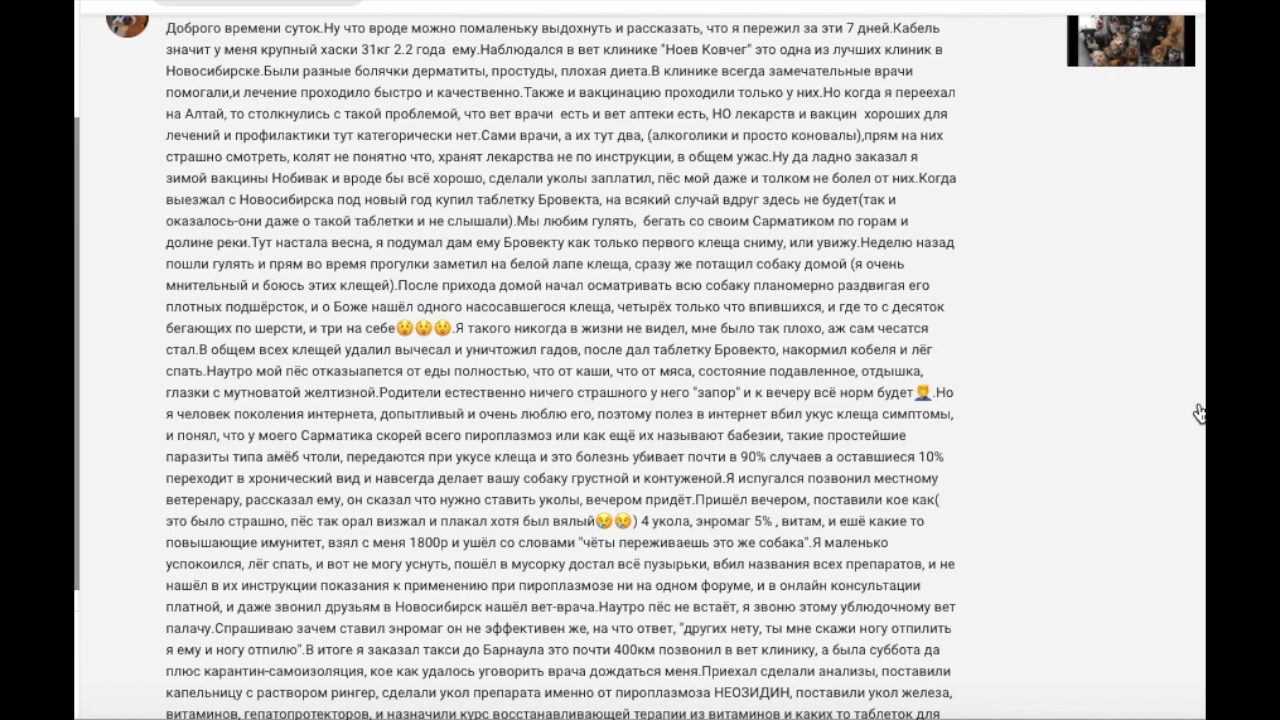 Доброго времени суток.Ну что вроде можно помаленьку выдохнуть и рассказать, что я пережил за эти 7 дней.Кабель
значит у меня крупный хаски 31кг 2.2 года  ему.Наблюдался в вет клинике "Ноев Ковчег" это одна из лучших клиник в
Новосибирске.Были разные болячки дерматиты, простуды, плохая диета.В клинике всегда замечательные врачи
помогали,и лечение проходило быстро и качественно.Также и вакцинацию проходили только у них.Но когда я переехал
на Алтай, то столкнулись с такой проблемой, что вет врачи  есть и вет аптеки есть, НО лекарств и вакцин  хороших для
лечений и профилактики тут категорически нет.Сами врачи, а их тут два, (алкоголики и просто коновалы),прям на них
страшно смотреть, колят не понятно что, хранят лекарства не по инструкции, в общем ужас.Ну да ладно заказал я
зимой вакцины Нобивак и вроде бы всё хорошо, сделали уколы заплатил, пёс мой даже и толком не болел от них.Когда
выезжал с Новосибирска под новый год купил таблетку Бровекта, на всякий случай вдруг здесь не будет(так и
оказалось-они даже о такой таблетки и не слышали).Мы любим гулять,  бегать со своим Сарматиком по горам и
долине реки.Тут настала весна, я подумал дам ему Бровекту как только первого клеща сниму, или увижу.Неделю назад
пошли гулять и прям во время прогулки заметил на белой лапе клеща, сразу же потащил собаку домой (я очень
мнительный и боюсь этих клещей).После прихода домой начал осматривать всю собаку планомерно раздвигая его
плотных подшёрсток, и о Боже нашёл одного насосавшегося клеща, четырёх только что впившихся, и где то с десяток
бегающих по шерсти, и три на себе😲😲😲.Я такого никогда в жизни не видел, мне было так плохо, аж сам чесатся
стал.В общем всех клещей удалил вычесал и уничтожил гадов, после дал таблетку Бровекто, накормил кобеля и лёг
спать.Наутро мой пёс отказыапется от еды полностью, что от каши, что от мяса, состояние подавленное, отдышка,
глазки с мутноватой желтизной.Родители естественно ничего страшного у него "запор" и к вечеру всё норм будет🤦.Но
я человек поколения интернета, допытливый и очень люблю его, поэтому полез в интернет вбил укус клеща симптомы,
и понял, что у моего Сарматика скорей всего пироплазмоз или как ещё их называют бабезии, такие простейшие
паразиты типа амёб чтоли, передаются при укусе клеща и это болезнь убивает почти в 90% случаев а оставшиеся 10%
переходит в хронический вид и навсегда делает вашу собаку грустной и контуженой.Я испугался позвонил местному
ветеренару, рассказал ему, он сказал что нужно ставить уколы, вечером придёт.Пришёл вечером, поставили кое как(
это было страшно, пёс так орал визжал и плакал хотя был вялый😢😢) 4 укола, энромаг 5% , витам, и ешё какие то
повышающие имунитет, взял с меня 1800р и ушёл со словами "чёты переживаешь это же собака".Я маленько
успокоился, лёг спать, и вот не могу уснуть, пошёл в мусорку достал всё пузырьки, вбил названия всех препаратов, и не
нашёл в их инструкции показания к применению при пироплазмозе ни на одном форуме, и в онлайн консультации
платной, и даже звонил друзьям в Новосибирск нашёл вет-врача.Наутро пёс не встаёт, я звоню этому ублюдочному вет
палачу.Спрашиваю зачем ставил энромаг он не эффективен же, на что ответ, "других нету, ты мне скажи ногу отпилить
я ему и ногу отпилю".В итоге я заказал такси до Барнаула это почти 400км позвонил в вет клинику, а была суббота да
плюс карантин-самоизоляция, кое как удалось уговорить врача дождаться меня.Приехал сделали анализы, поставили
капельницу с раствором рингер, сделали укол препарата именно от пироплазмоза НЕОЗИДИН, поставили укол железа,
витаминов, гепатопротекторов, и назначили курс восстанавливающей терапии из витаминов и каких то таблеток для